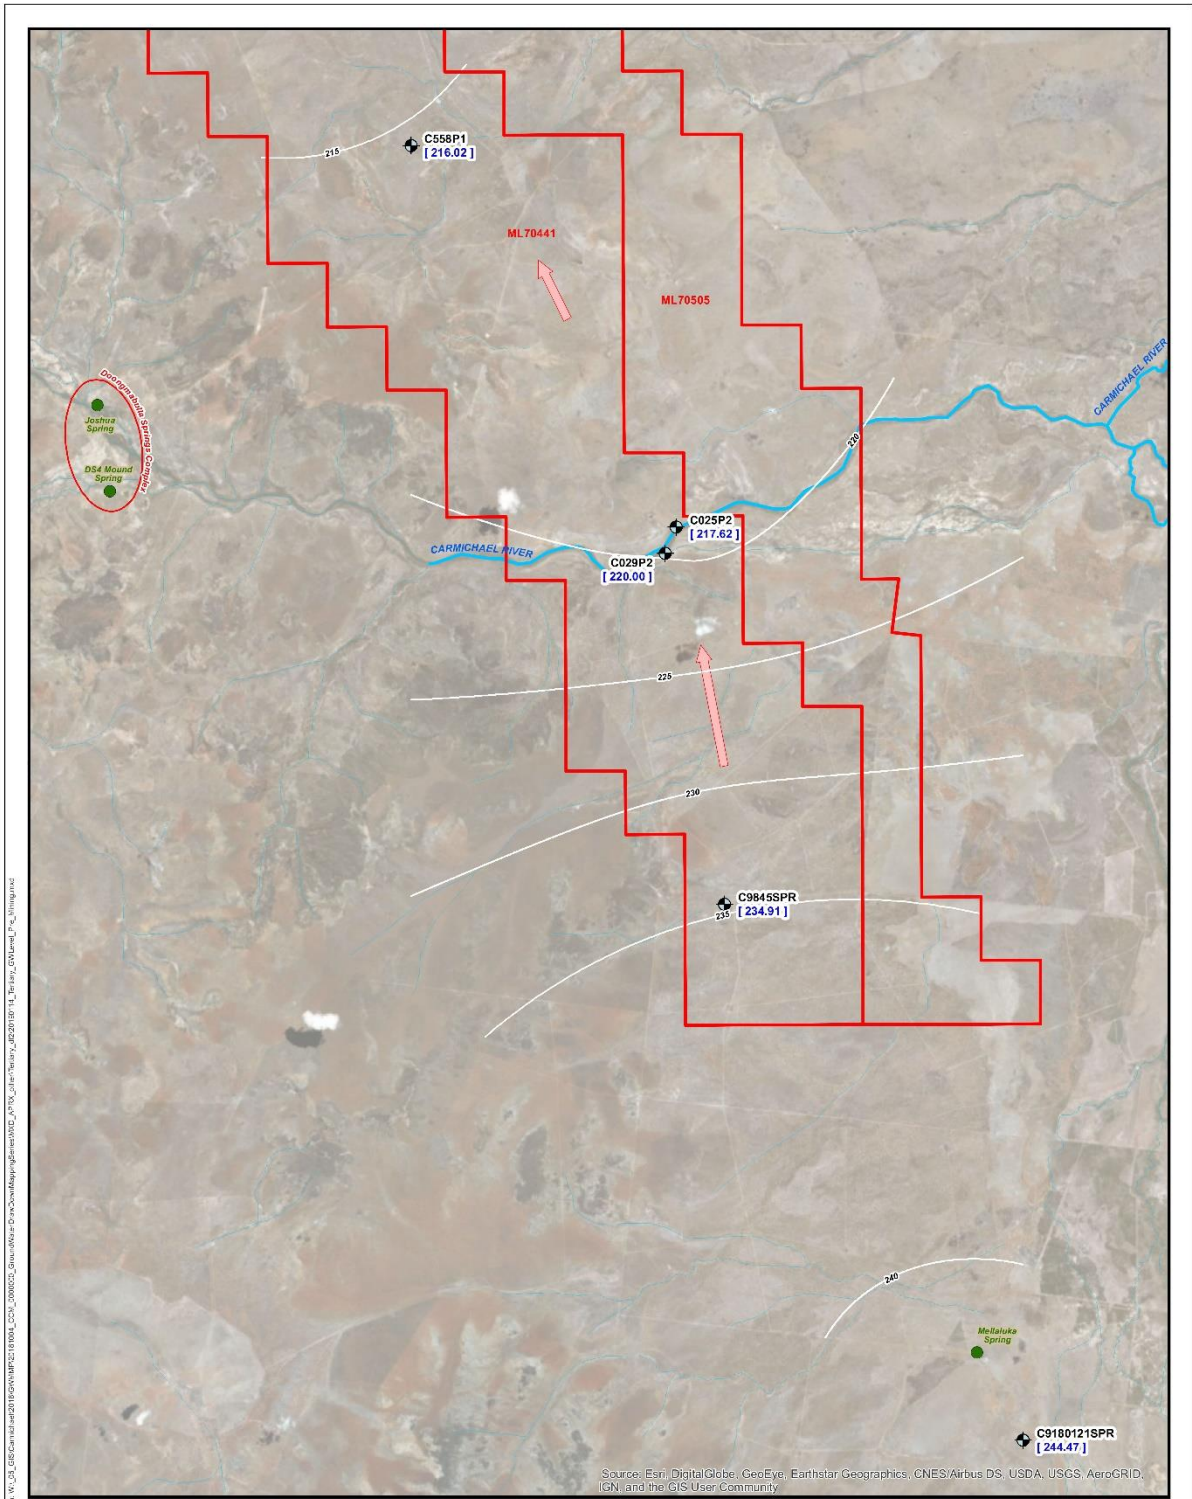 C558P1
[ 216.02 ]
215
ML70441
ML70505
CARMICHAEL RIVER
Doongmabulla Springs Complex
Joshua
Spring
DS4 Mound
Spring
220
C025P2
[ 217.62 ]
CARMICHAEL RIVER
C029P2
[ 220.00 ]
225
230
C9845SPR
[ 234.91 ]
235
240
Mellaluka
Spring
C9180121SPR
[ 244.47 ]
Source: Esri, DigitalGlobe, GeoEye, Earthstar Geographics, CNES/Airbus DS, USDA, USGS, AeroGRID,
IGN, and the GIS User Community